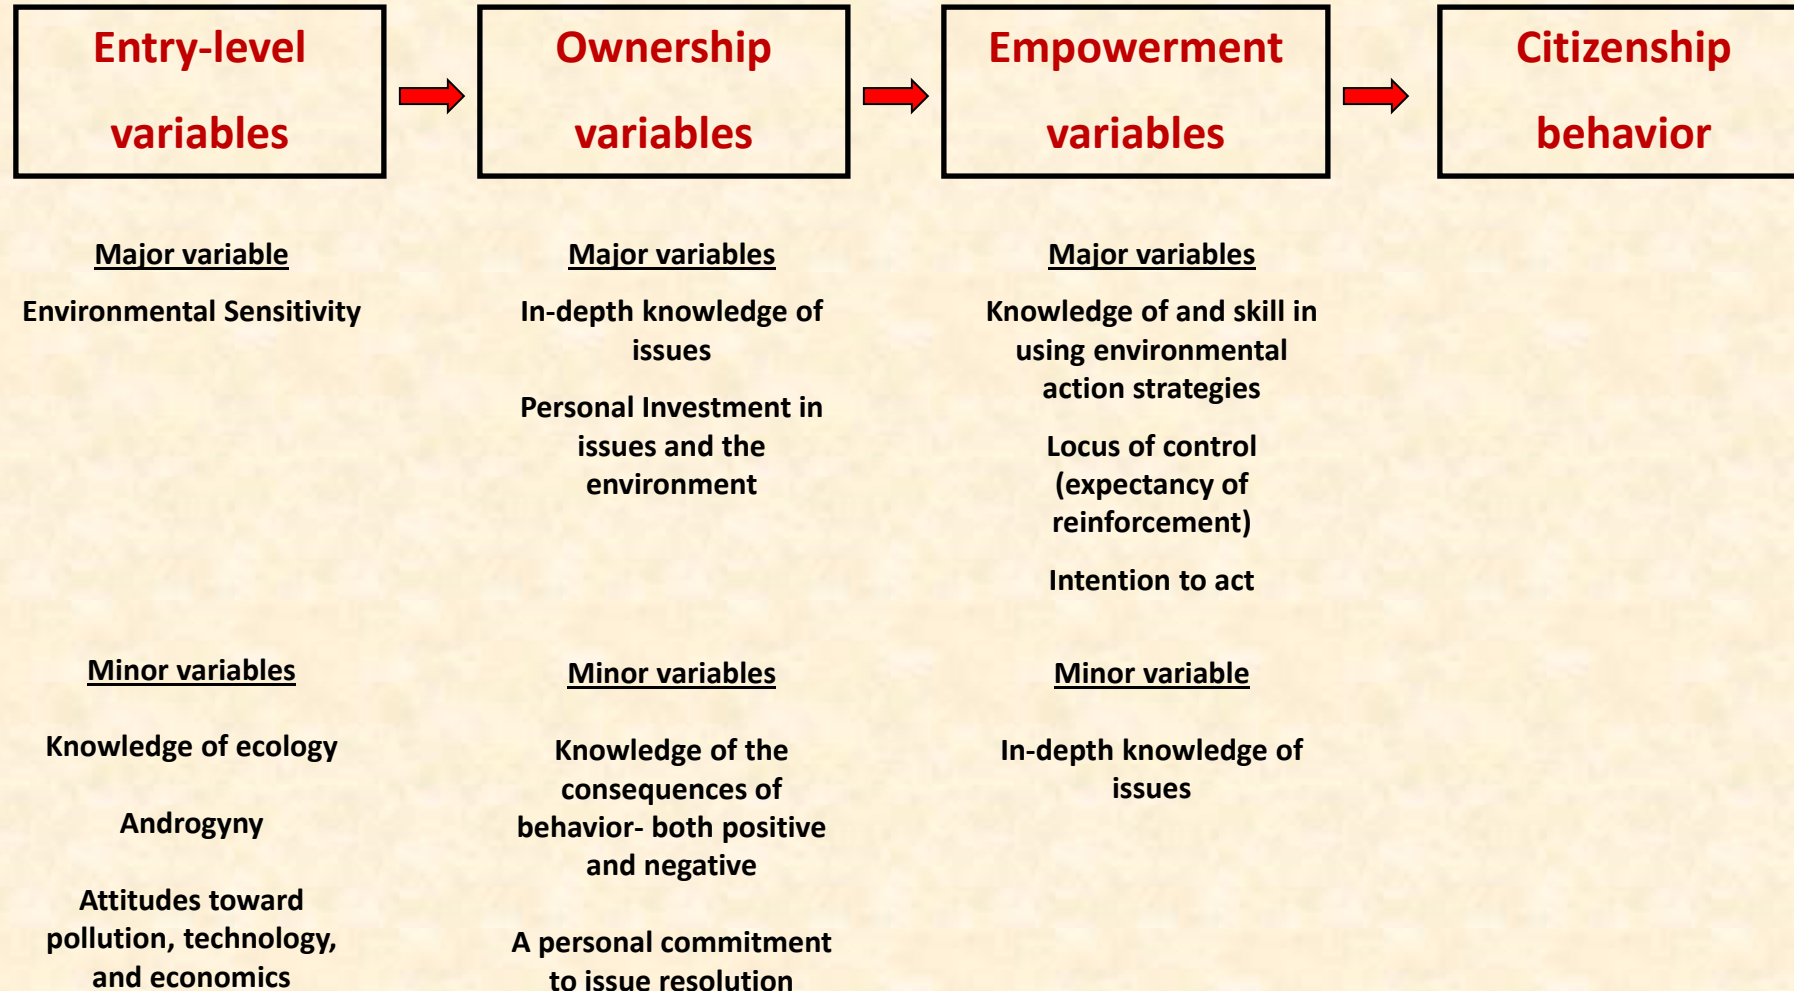 Entry-level
variables
Ownership
variables
Empowerment
variables
Citizenship
behavior
Major variable
Environmental Sensitivity
Minor variables
Knowledge of ecology
Androgyny
Attitudes toward
pollution, technology,
and economics
Major variables
In-depth knowledge of
issues
Personal Investment in
issues and the
environment
Minor variables
Knowledge of the
consequences of
behavior- both positive
and negative
A personal commitment
to issue resolution
Major variables
Knowledge of and skill in
using environmental
action strategies
Locus of control
(expectancy of
reinforcement)
Intention to act
Minor variable
In-depth knowledge of
issues